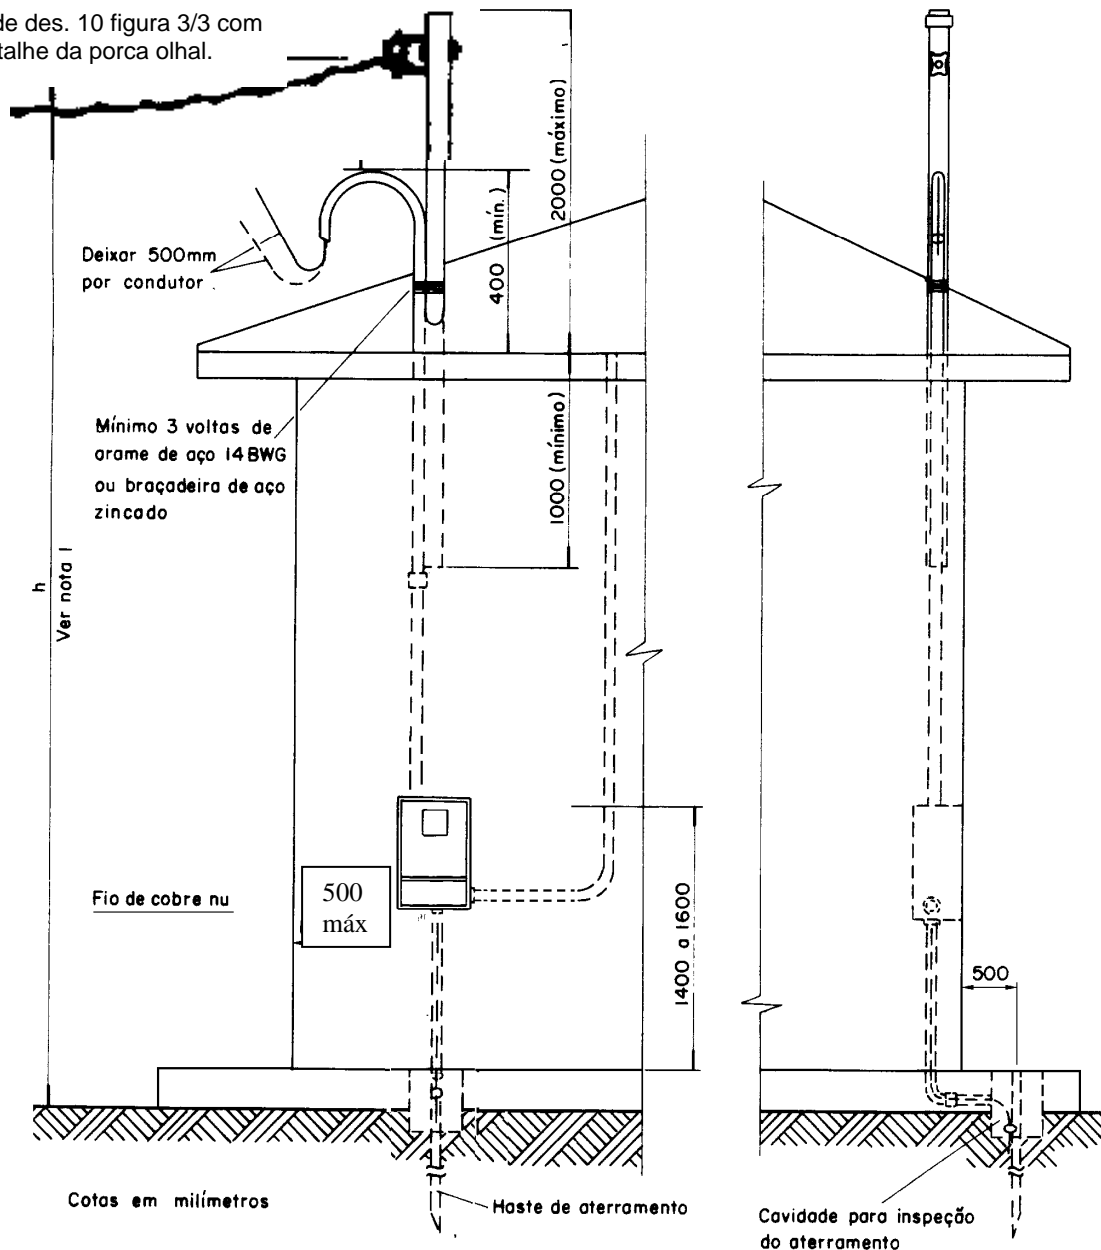 de des. 10 figura 3/3 com
talhe da porca olhal.
2000 (máximo)
400 (mín.)
Deixar 500mm
por condutor
Mínimo 3 voltas de
arame de aço 14 BWG
ou braçadeira de aço
zincado
1000 (mínimo)
h
Ver nota 1
Fio de cobre nu
500
máx
1400 a 1600
500
Cotas em milímetros
Haste de aterramento
Cavidade para inspeção
do aterramento